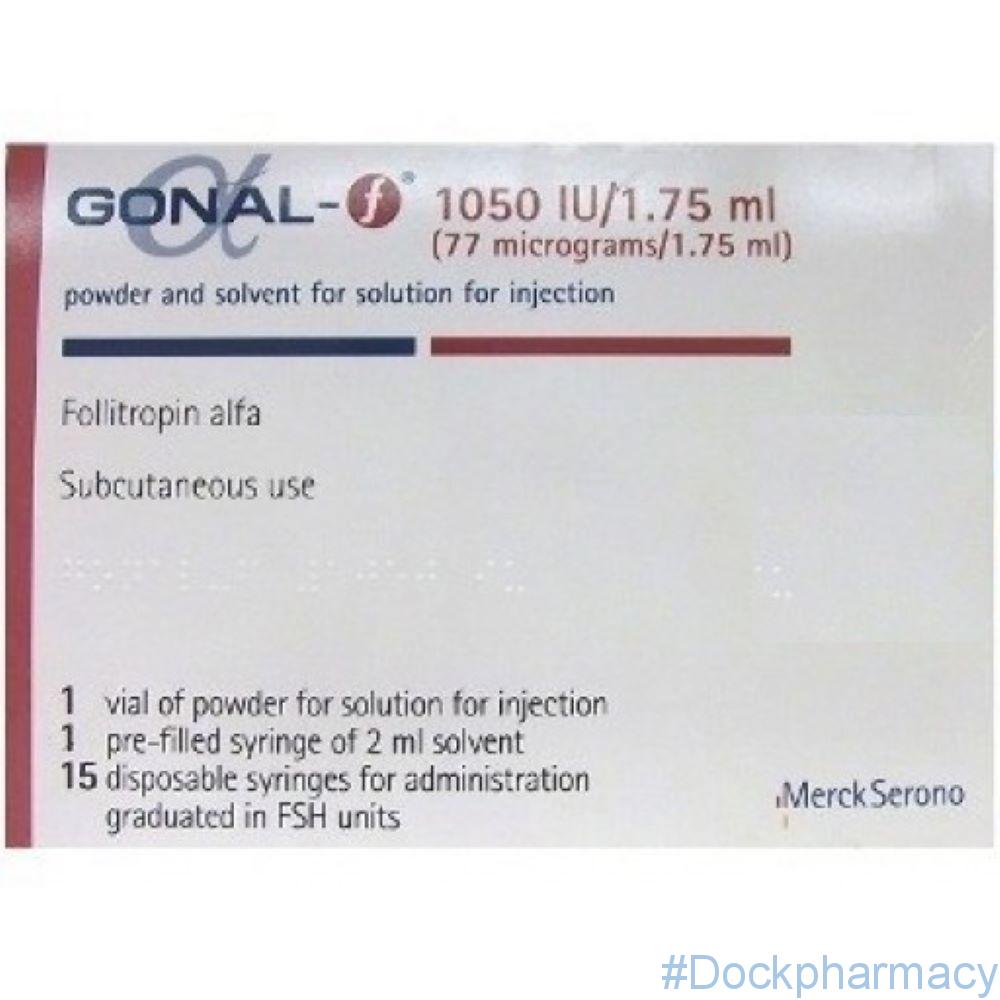 GONAL-f® 1050 IU/1.75 ml
(77 micrograms/1.75 ml)
powder and solvent for solution for injection
Follitropin alfa
Subcutaneous use
1 vial of powder for solution for injection
1 pre-filled syringe of 2 ml solvent
15 disposable syringes for administration
graduated in FSH units
Merck Serono
#Dockpharmacy